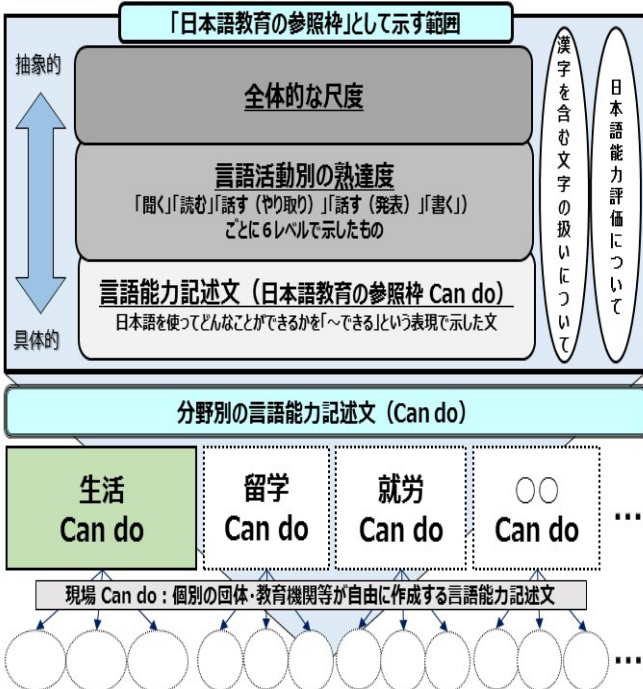 「日本語教育の参照枠」として示す範囲
抽象的
全体的な尺度
言語活動別の熟達度
「聞く」「読む」「話す（やり取り）」「話す（発表）」「書く」）
ごとに６レベルで示したもの
言語能力記述文（日本語教育の参照枠 Can do）
日本語を使ってどんなことができるかを「～できる」という表現で示した文
具体的
漢字を含む文字の扱いについて
日本語能力評価について
分野別の言語能力記述文（Can do）
生活
Can do
留学
Can do
就労
Can do
○○
Can do
…
現場 Can do：個別の団体・教育機関等が自由に作成する言語能力記述文
…